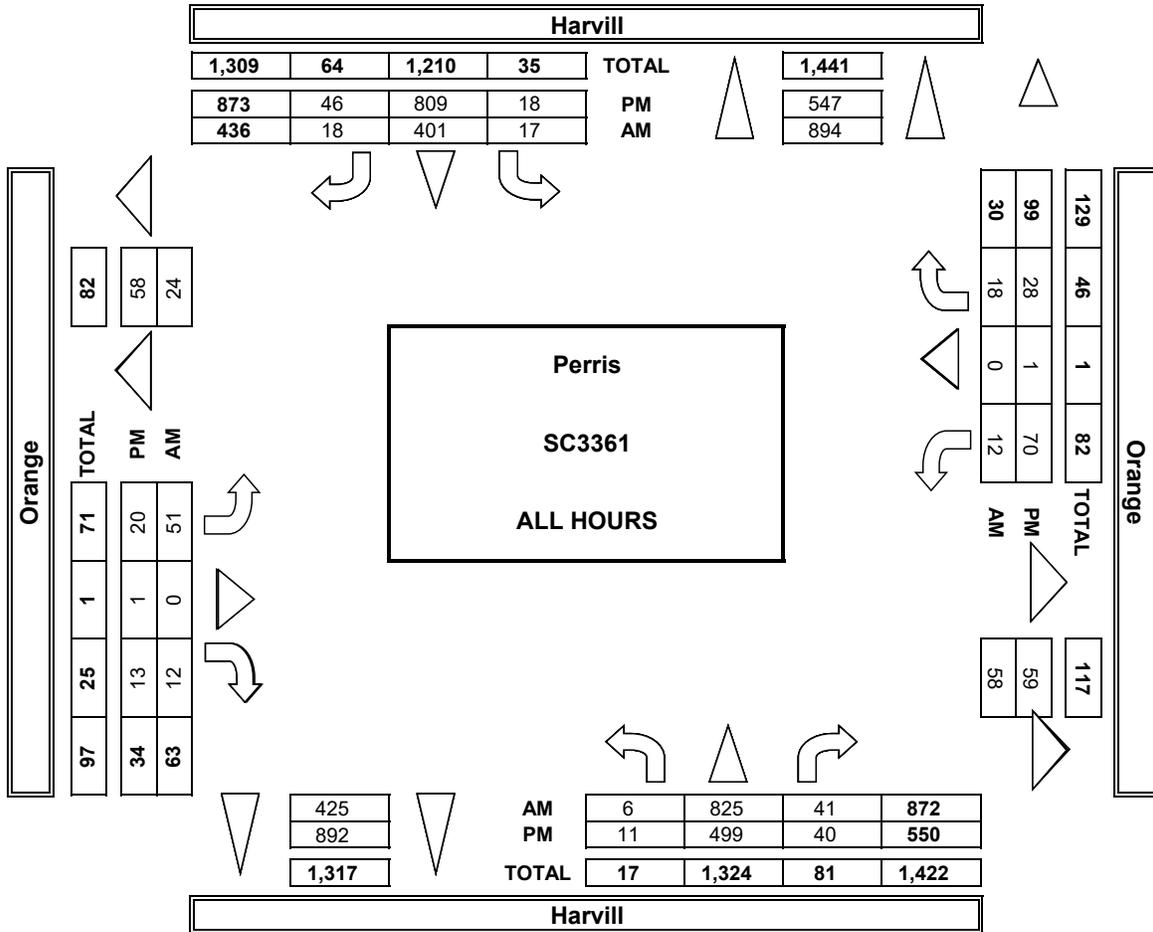 Harvill
1,309 64 1,210 35 TOTAL 1,441
873 46 809 18 PM 547
436 18 401 17 AM 894
Orange
82
58
24
TOTAL 71 1 25 97
PM 20 1 13 34
AM 51 0 12 63
Perris
SC3361
ALL HOURS
129 46 1 82 TOTAL
99 28 1 70 PM
30 18 0 12 AM
117
59
58
Orange
425 AM 6 825 41 872
892 PM 11 499 40 550
1,317 TOTAL 17 1,324 81 1,422
Harvill